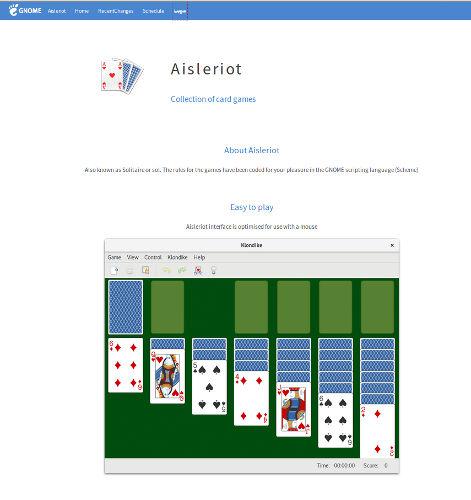 GNOME Aisleriot Home RecentChanges Schedule Login
Aisleriot
Collection of card games
About Aisleriot
Also known as Solitaire or sol. The rules for the games have been coded for your pleasure in the GNOME scripting language (Scheme)
Easy to play
Aisleriot interface is optimised for use with a mouse
Klondike
Game View Control Klondike Help
Time: 00:00:00 Score: 0